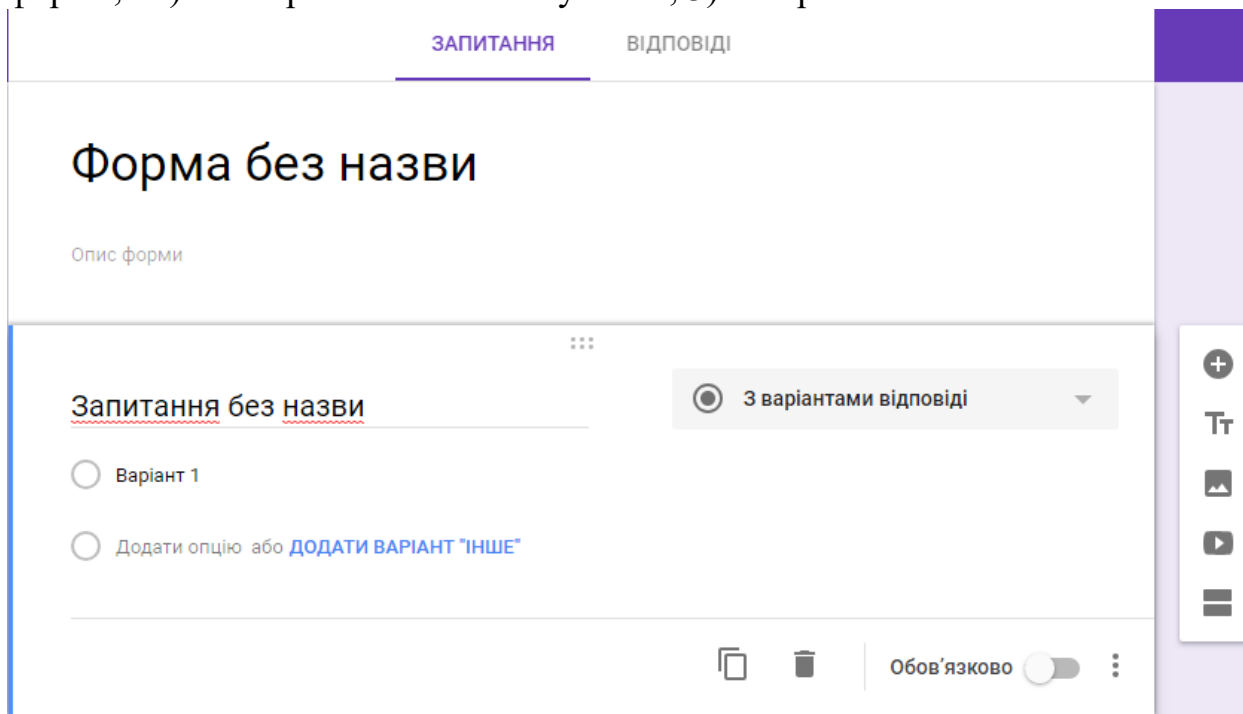 ЗАПИТАННЯ ВІДПОВІДІ
Форма без назви
Опис форми
Запитання без назви
З варіантами відповіді
Варіант 1
Додати опцію або ДОДАТИ ВАРІАНТ "ІНШЕ"
Обов’язково